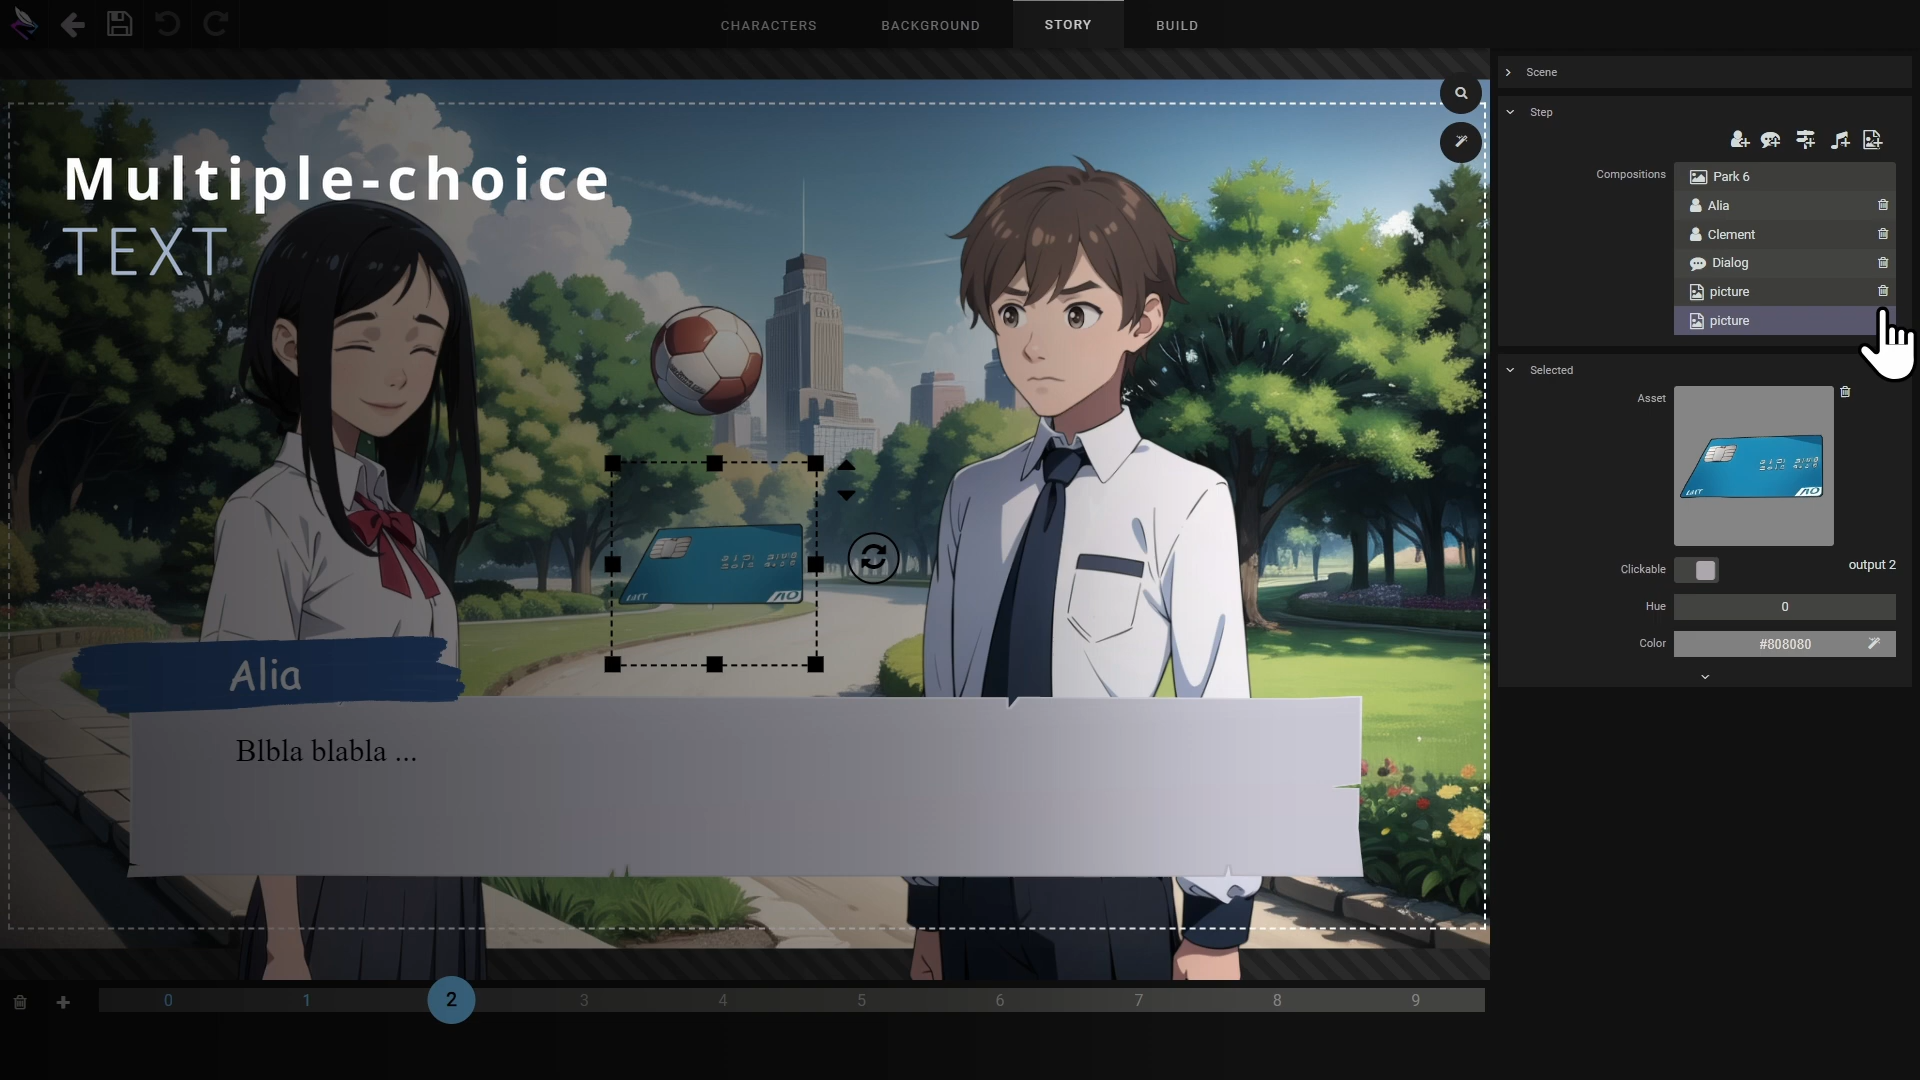 CHARACTERS BACKGROUND STORY BUILD
Scene
Step
Compositions
Park 6
Alia
Clement
Dialog
picture
picture
Selected
Asset
Clickable
output 2
Hue
0
Color
#808080
Multiple-choice
TEXT
Alia
Blbla blabla ...
0 1 2 3 4 5 6 7 8 9